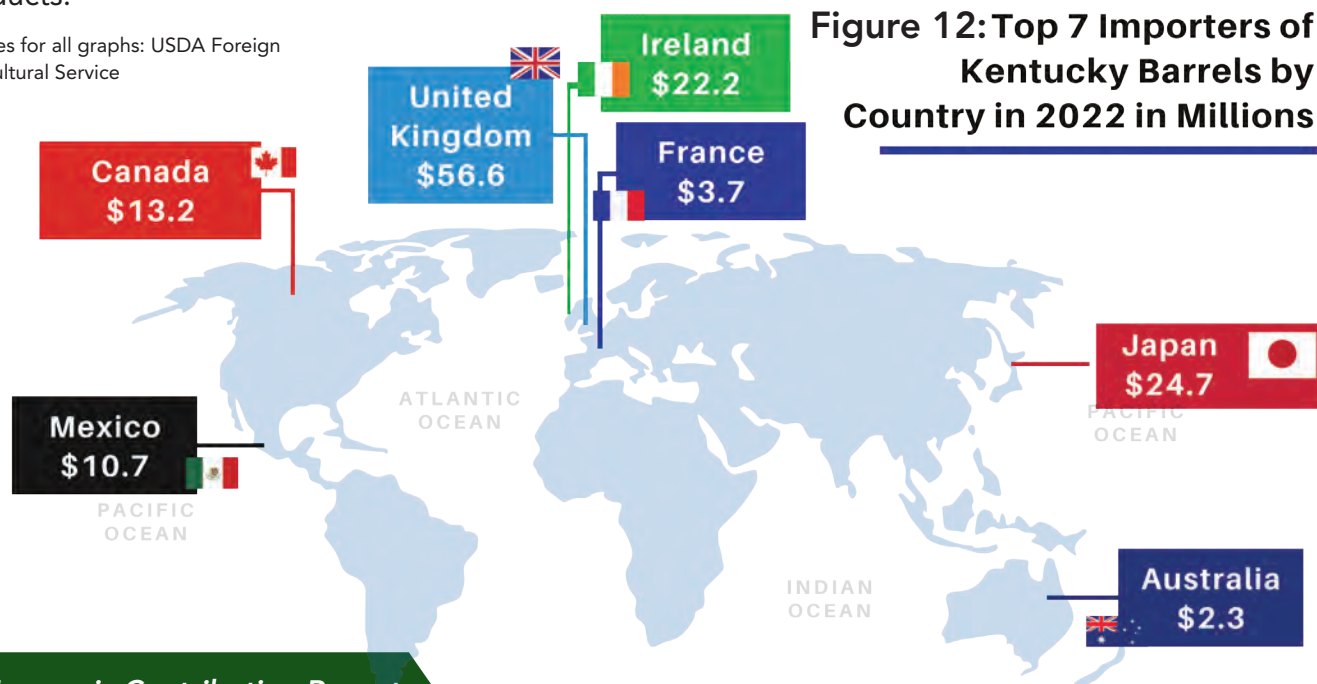 es for all graphs: USDA Foreign
ultural Service
Figure 12: Top 7 Importers of
Kentucky Barrels by
Country in 2022 in Millions
Ireland
$22.2
United
Kingdom
$56.6
France
$3.7
Canada
$13.2
Japan
$24.7
Mexico
$10.7
ATLANTIC
OCEAN
PACIFIC
OCEAN
PACIFIC
OCEAN
INDIAN
OCEAN
Australia
$2.3